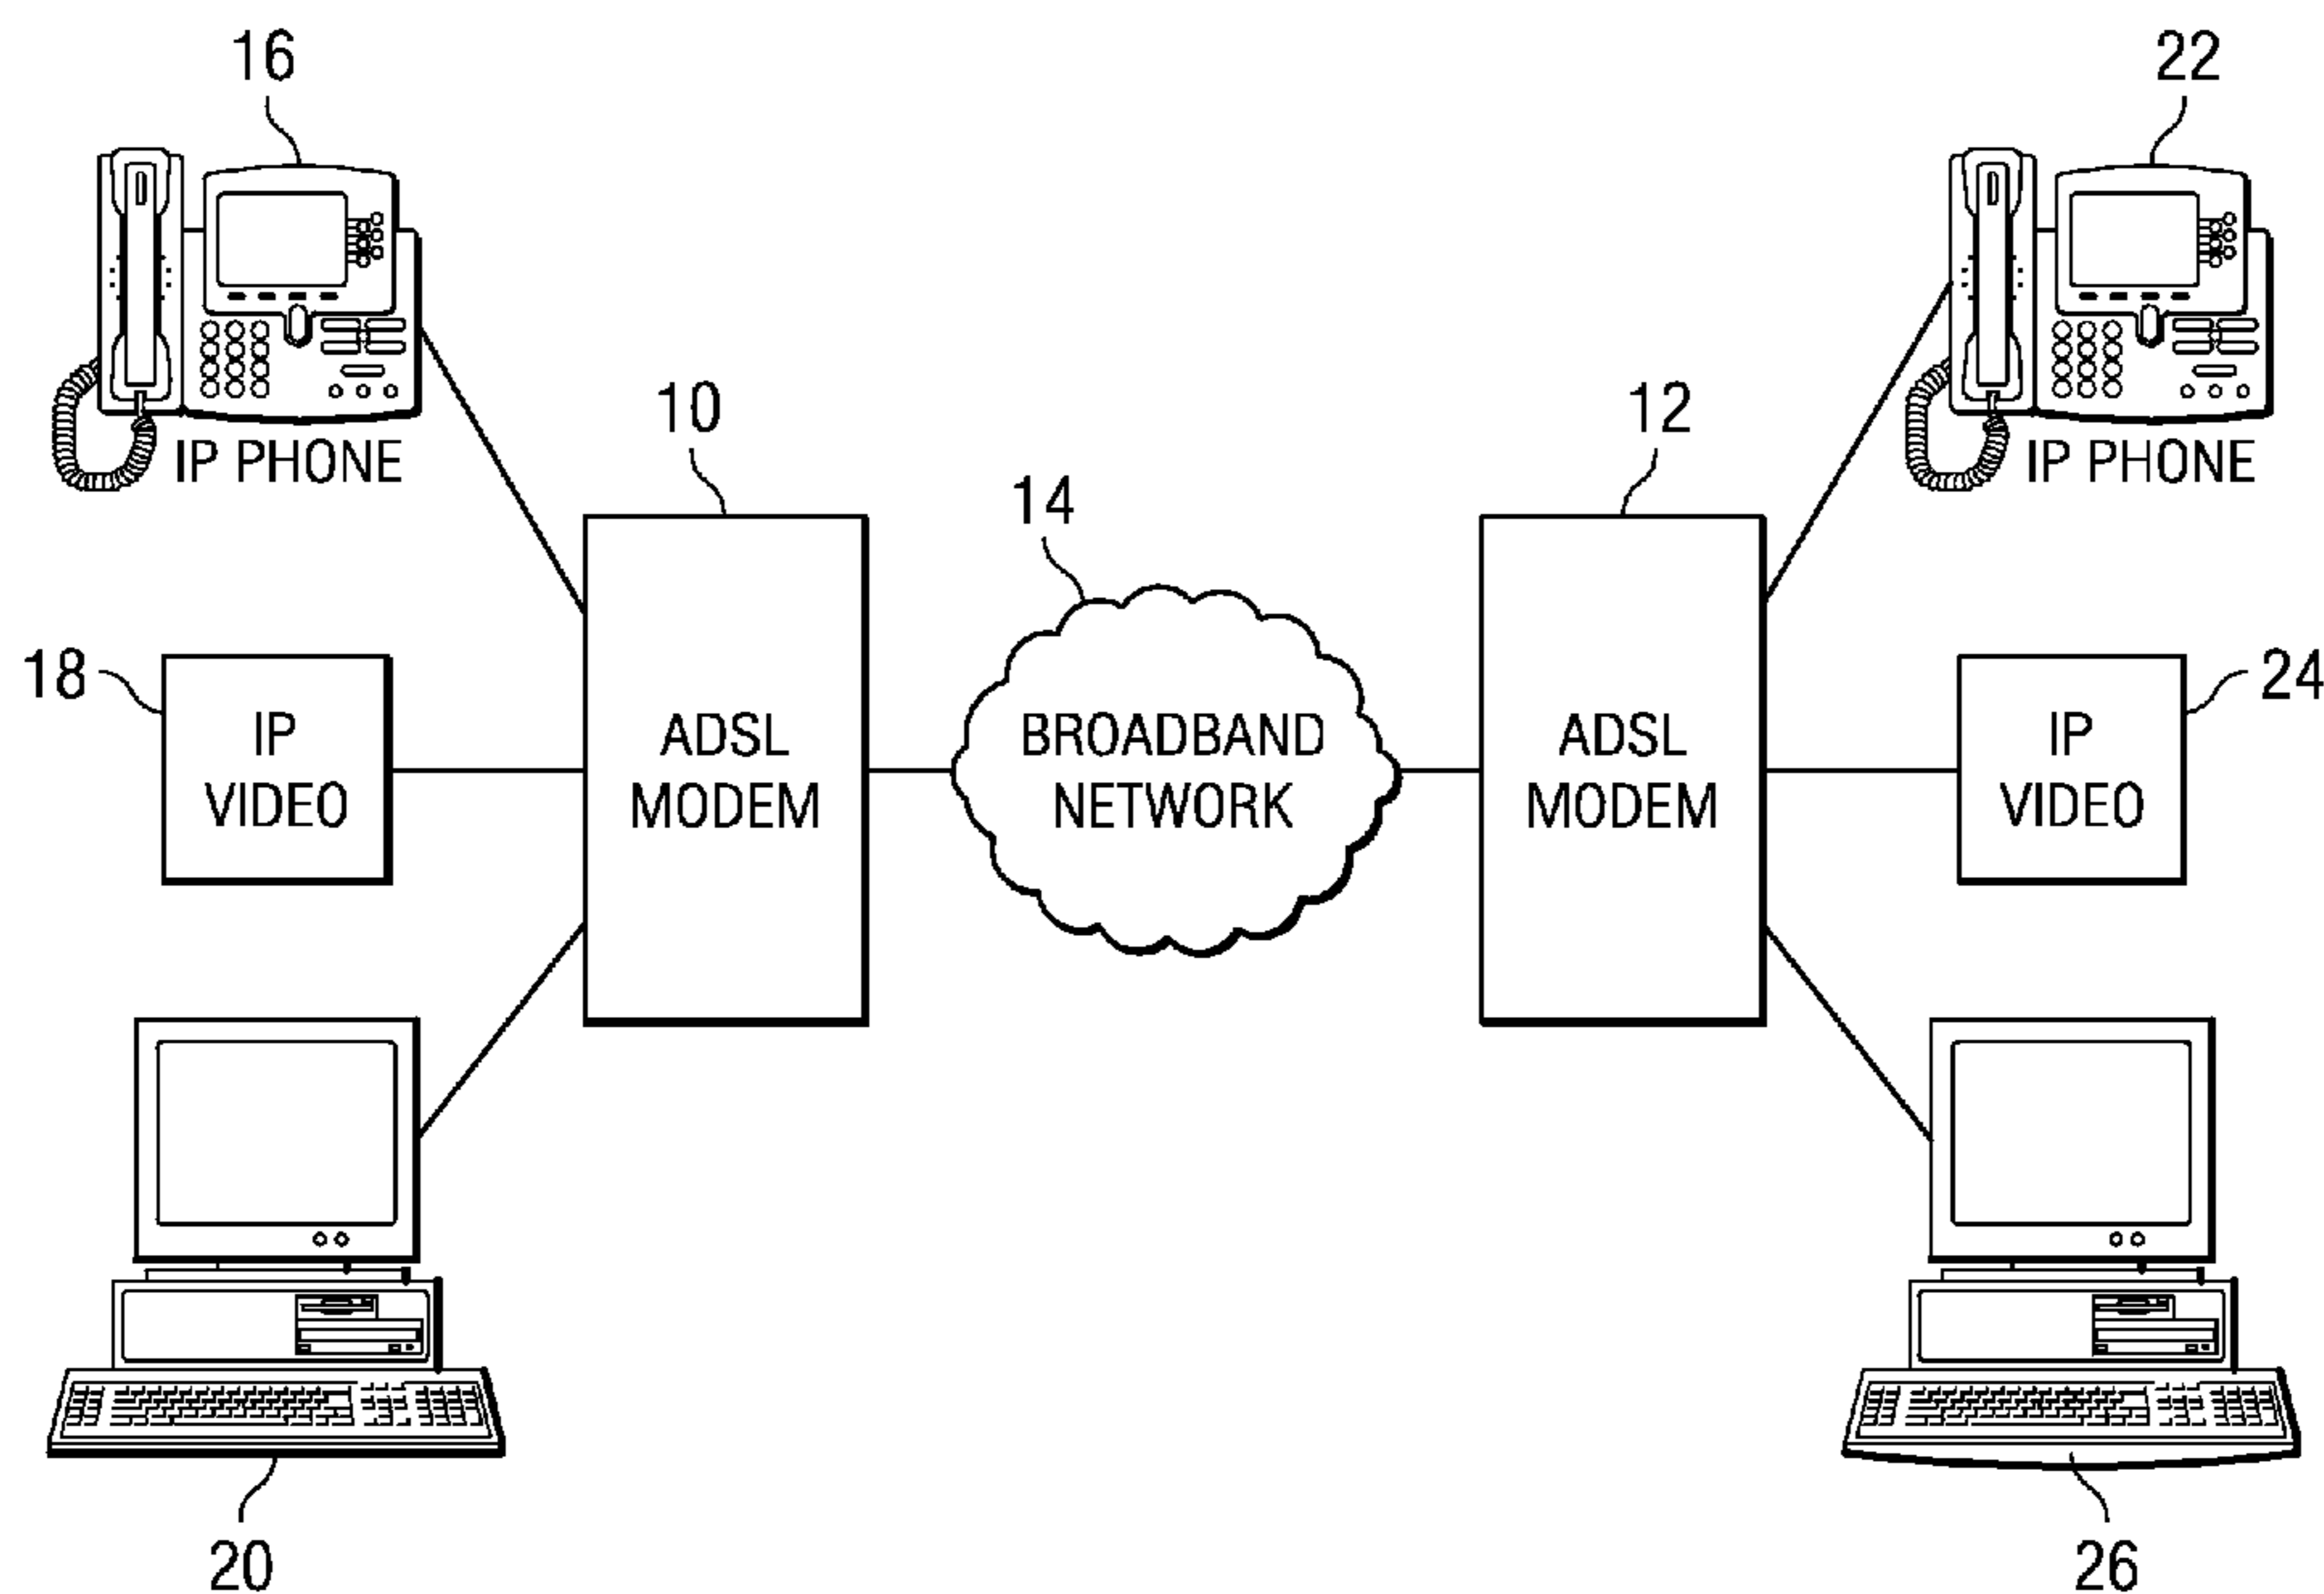 16
22
IP PHONE
IP PHONE
10
12
14
18
IP
VIDEO
ADSL
MODEM
BROADBAND
NETWORK
ADSL
MODEM
IP
VIDEO
24
20
26